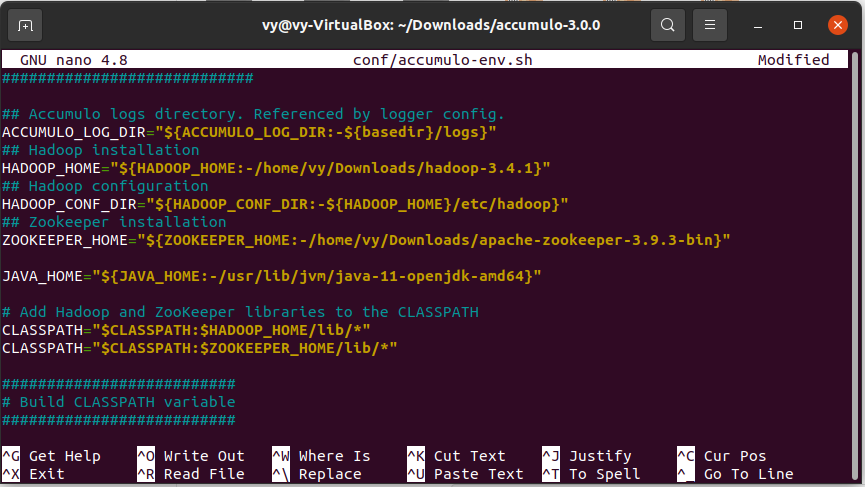 vy@vy-VirtualBox: ~/Downloads/accumulo-3.0.0
GNU nano 4.8 conf/accumulo-env.sh Modified
############################
## Accumulo logs directory. Referenced by logger config.
ACCUMULO_LOG_DIR="${ACCUMULO_LOG_DIR:-${basedir}/logs}"
## Hadoop installation
HADOOP_HOME="${HADOOP_HOME:-/home/vy/Downloads/hadoop-3.4.1}"
## Hadoop configuration
HADOOP_CONF_DIR="${HADOOP_CONF_DIR:-${HADOOP_HOME}/etc/hadoop}"
## Zookeeper installation
ZOOKEEPER_HOME="${ZOOKEEPER_HOME:-/home/vy/Downloads/apache-zookeeper-3.9.3-bin}"
JAVA_HOME="${JAVA_HOME:-/usr/lib/jvm/java-11-openjdk-amd64}"
# Add Hadoop and ZooKeeper libraries to the CLASSPATH
CLASSPATH="$CLASSPATH:$HADOOP_HOME/lib/*"
CLASSPATH="$CLASSPATH:$ZOOKEEPER_HOME/lib/*"
##########################
# Build CLASSPATH variable
##########################
^G Get Help ^O Write Out ^W Where Is ^K Cut Text ^J Justify ^C Cur Pos
^X Exit ^R Read File ^\ Replace ^U Paste Text ^T To Spell ^_ Go To Line